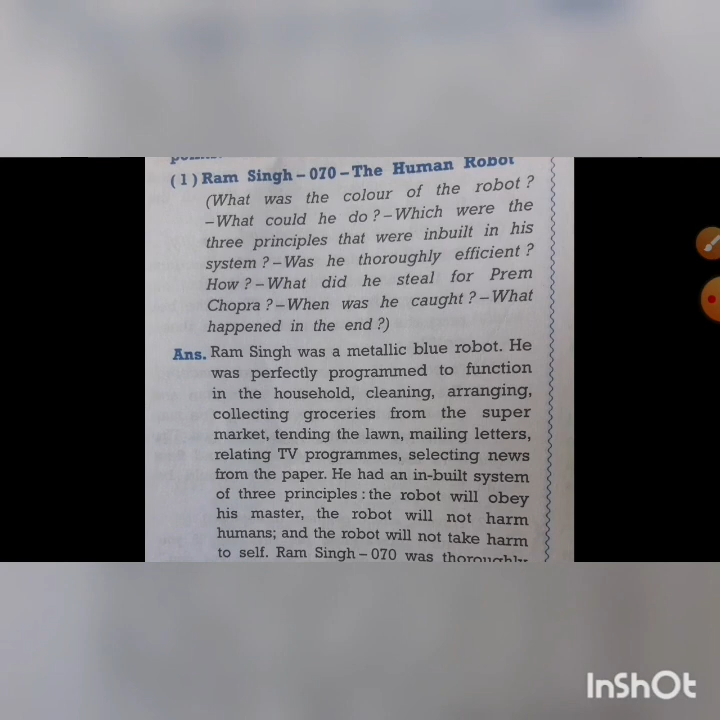 (1) Ram Singh – 070 – The Human Robot
(What was the colour of the robot ?
– What could he do ? – Which were the
three principles that were inbuilt in his
system ? – Was he thoroughly efficient ?
How ? – What did he steal for Prem
Chopra ? – When was he caught ? – What
happened in the end ?)
Ans. Ram Singh was a metallic blue robot. He
was perfectly programmed to function
in the household, cleaning, arranging,
collecting groceries from the super
market, tending the lawn, mailing letters,
relating TV programmes, selecting news
from the paper. He had an in-built system
of three principles : the robot will obey
his master, the robot will not harm
humans; and the robot will not take harm
to self. Ram Singh – 070 was thoroughly
InShOt